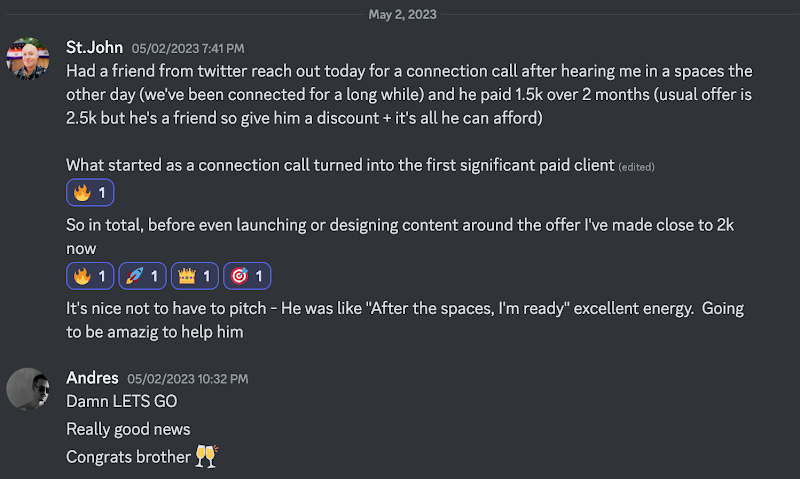 May 2, 2023
St.John 05/02/2023 7:41 PM
Had a friend from twitter reach out today for a connection call after hearing me in a spaces the
other day (we've been connected for a long while) and he paid 1.5k over 2 months (usual offer is
2.5k but he's a friend so give him a discount + it's all he can afford)
What started as a connection call turned into the first significant paid client (edited)
🔥 1
So in total, before even launching or designing content around the offer I've made close to 2k
now
🔥 1 🚀 1 👑 1 🎯 1
It's nice not to have to pitch - He was like "After the spaces, I'm ready" excellent energy.  Going
to be amazig to help him
Andres 05/02/2023 10:32 PM
Damn LETS GO
Really good news
Congrats brother 🥂